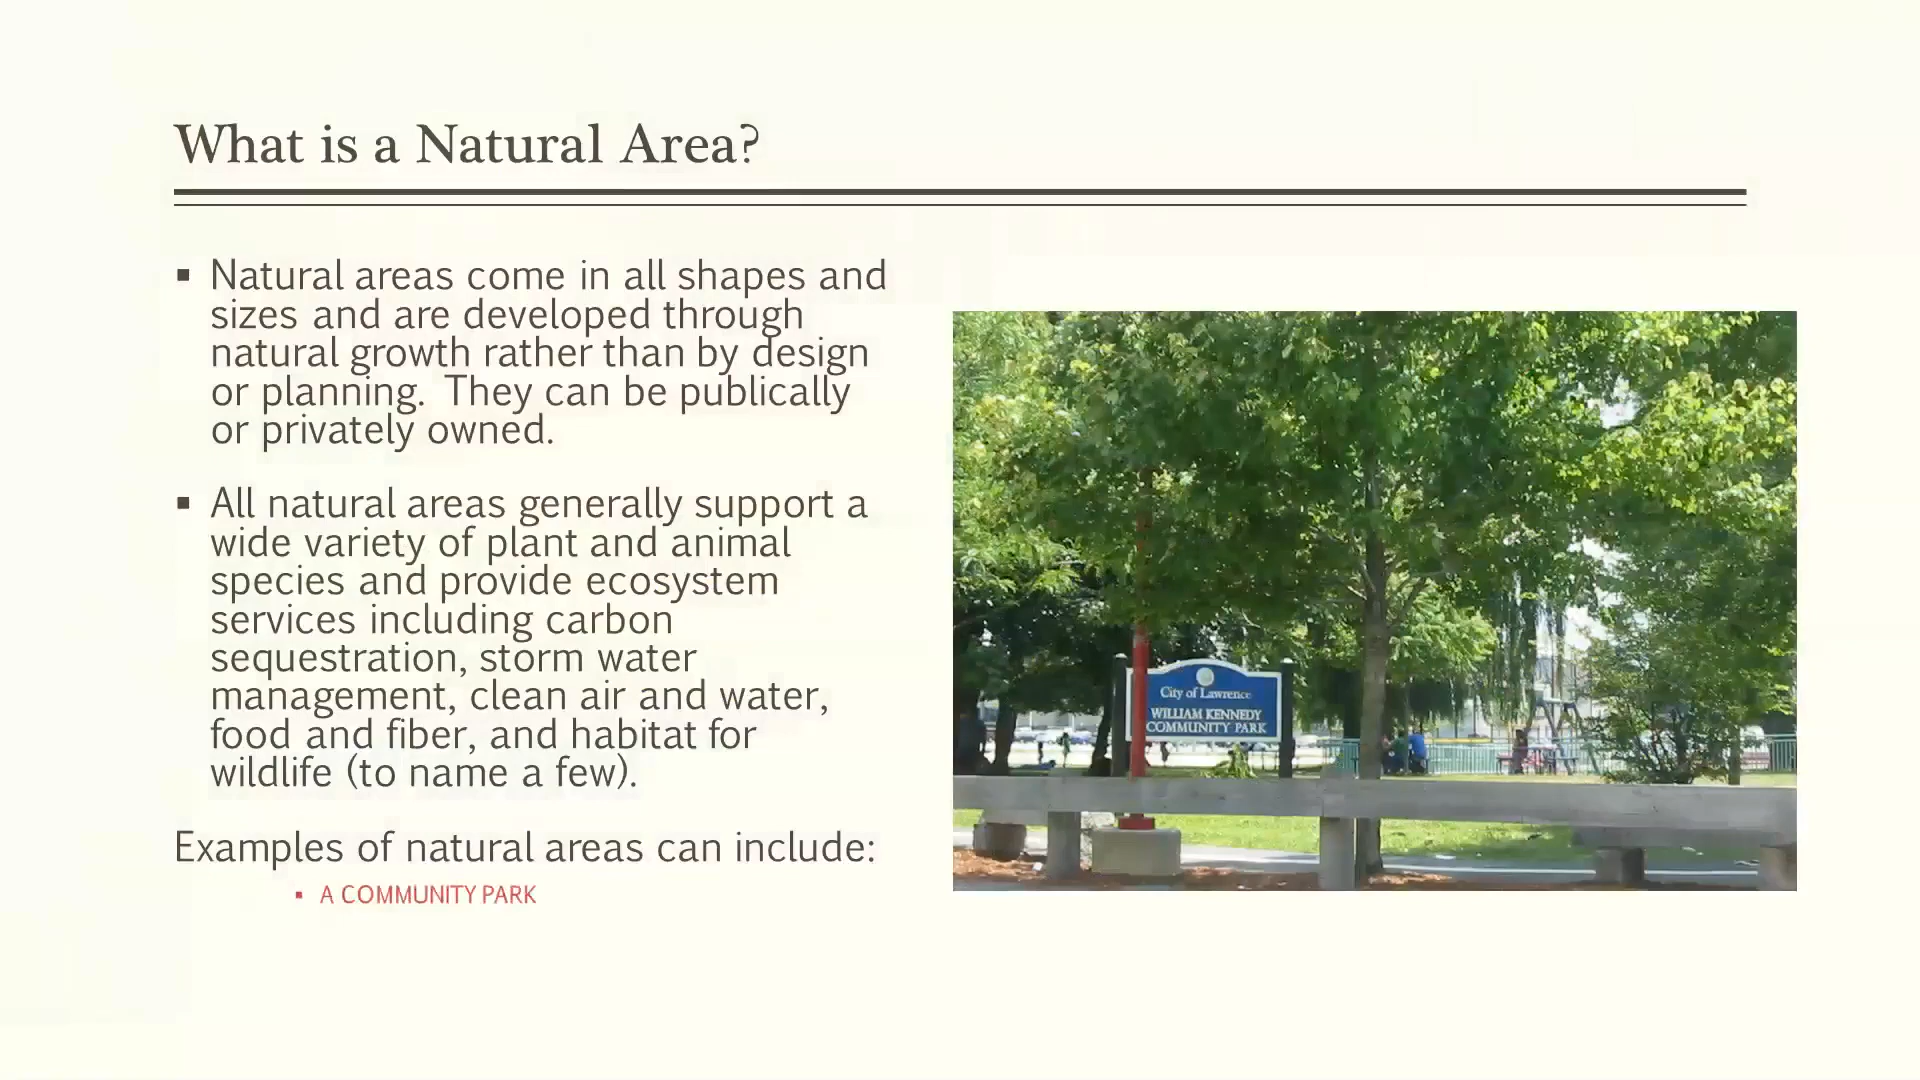 What is a Natural Area?
▪ Natural areas come in all shapes and
sizes and are developed through
natural growth rather than by design
or planning. They can be publically
or privately owned.
▪ All natural areas generally support a
wide variety of plant and animal
species and provide ecosystem
services including carbon
sequestration, storm water
management, clean air and water,
food and fiber, and habitat for
wildlife (to name a few).
Examples of natural areas can include:
▪ A COMMUNITY PARK
City of Lawrence
WILLIAM KENNEDY
COMMUNITY PARK